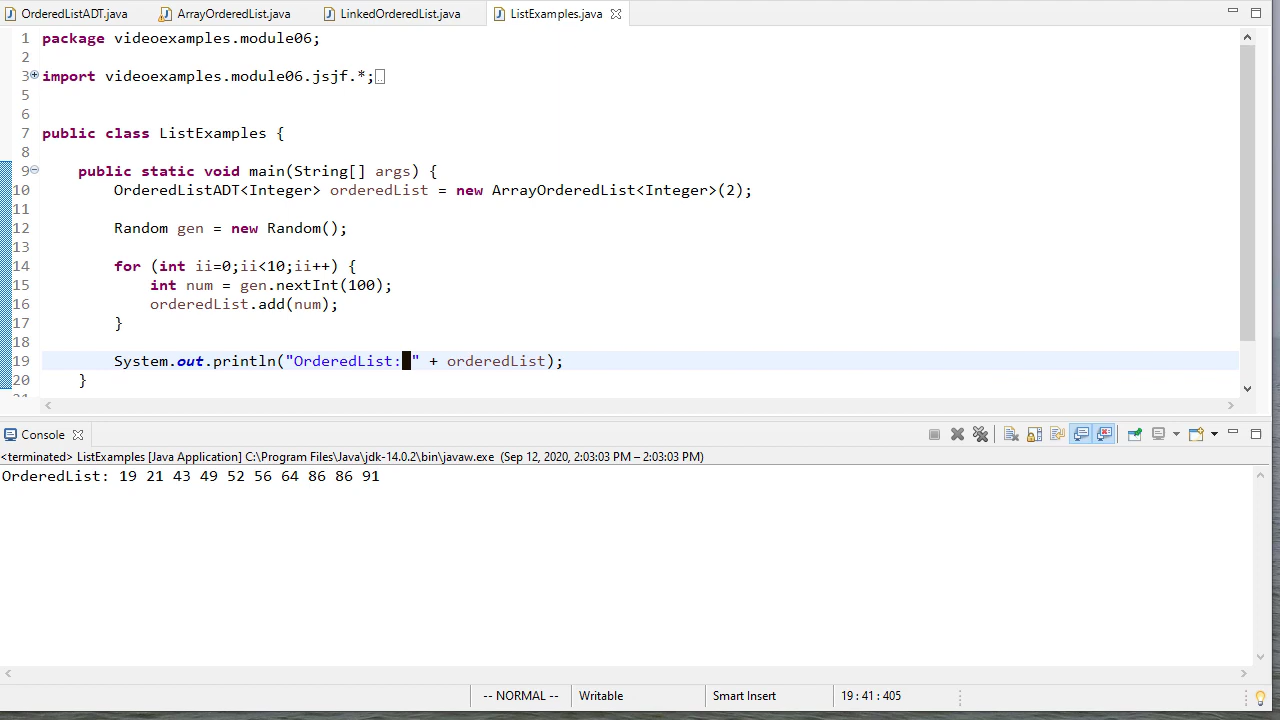 OrderedListADT.java ArrayOrderedList.java LinkedOrderedList.java ListExamples.java
1 package videoexamples.module06;
2
3 import videoexamples.module06.jsjf.*;
5
6
7 public class ListExamples {
8
9 public static void main(String[] args) {
10 OrderedListADT<Integer> orderedList = new ArrayOrderedList<Integer>(2);
11
12 Random gen = new Random();
13
14 for (int ii=0;ii<10;ii++) {
15 int num = gen.nextInt(100);
16 orderedList.add(num);
17 }
18
19 System.out.println("OrderedList: " + orderedList);
20 }
21
Console
<terminated> ListExamples [Java Application] C:\Program Files\Java\jdk-14.0.2\bin\javaw.exe (Sep 12, 2020, 2:03:03 PM – 2:03:03 PM)
OrderedList: 19 21 43 49 52 56 64 86 86 91
-- NORMAL -- Writable Smart Insert 19 : 41 : 405